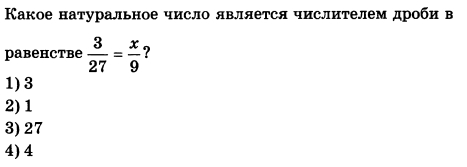 Какое натуральное число является числителем дроби в
равенстве 3/27 = x/9?
1) 3
2) 1
3) 27
4) 4